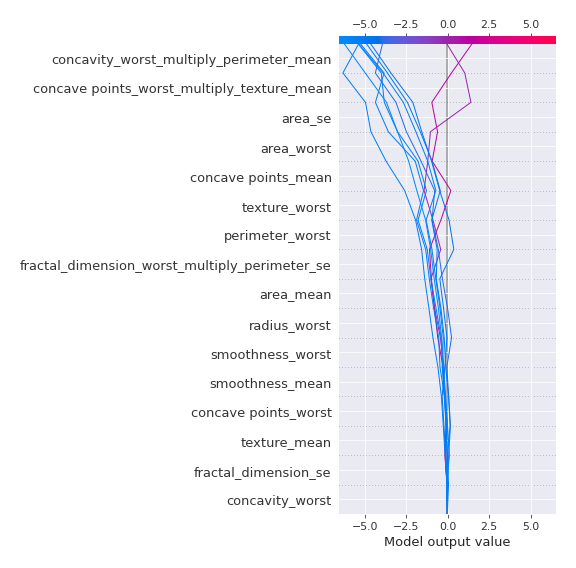 −5.0 −2.5 0.0 2.5 5.0
concavity_worst_multiply_perimeter_mean
concave points_worst_multiply_texture_mean
area_se
area_worst
concave points_mean
texture_worst
perimeter_worst
fractal_dimension_worst_multiply_perimeter_se
area_mean
radius_worst
smoothness_worst
smoothness_mean
concave points_worst
texture_mean
fractal_dimension_se
concavity_worst
−5.0 −2.5 0.0 2.5 5.0
Model output value